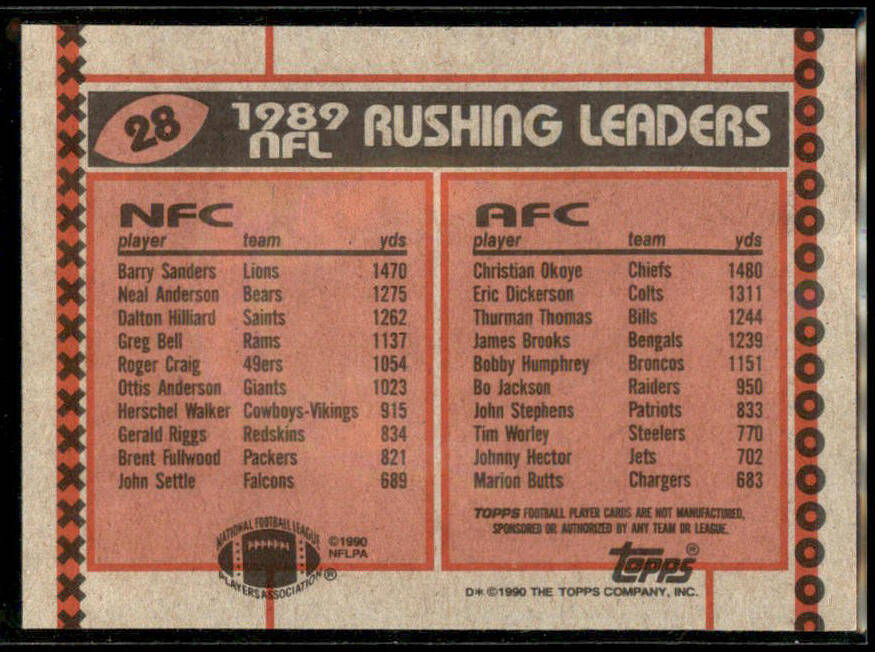 28
1989 NFL RUSHING LEADERS
NFC
player team yds
Barry Sanders Lions 1470
Neal Anderson Bears 1275
Dalton Hilliard Saints 1262
Greg Bell Rams 1137
Roger Craig 49ers 1054
Ottis Anderson Giants 1023
Herschel Walker Cowboys-Vikings 915
Gerald Riggs Redskins 834
Brent Fullwood Packers 821
John Settle Falcons 689
NATIONAL FOOTBALL LEAGUE
PLAYERS ASSOCIATION ®
©1990
NFLPA
AFC
player team yds
Christian Okoye Chiefs 1480
Eric Dickerson Colts 1311
Thurman Thomas Bills 1244
James Brooks Bengals 1239
Bobby Humphrey Broncos 1151
Bo Jackson Raiders 950
John Stephens Patriots 833
Tim Worley Steelers 770
Johnny Hector Jets 702
Marion Butts Chargers 683
TOPPS FOOTBALL PLAYER CARDS ARE NOT MANUFACTURED,
SPONSORED OR AUTHORIZED BY ANY TEAM OR LEAGUE.
Topps®
D* ©1990 THE TOPPS COMPANY, INC.